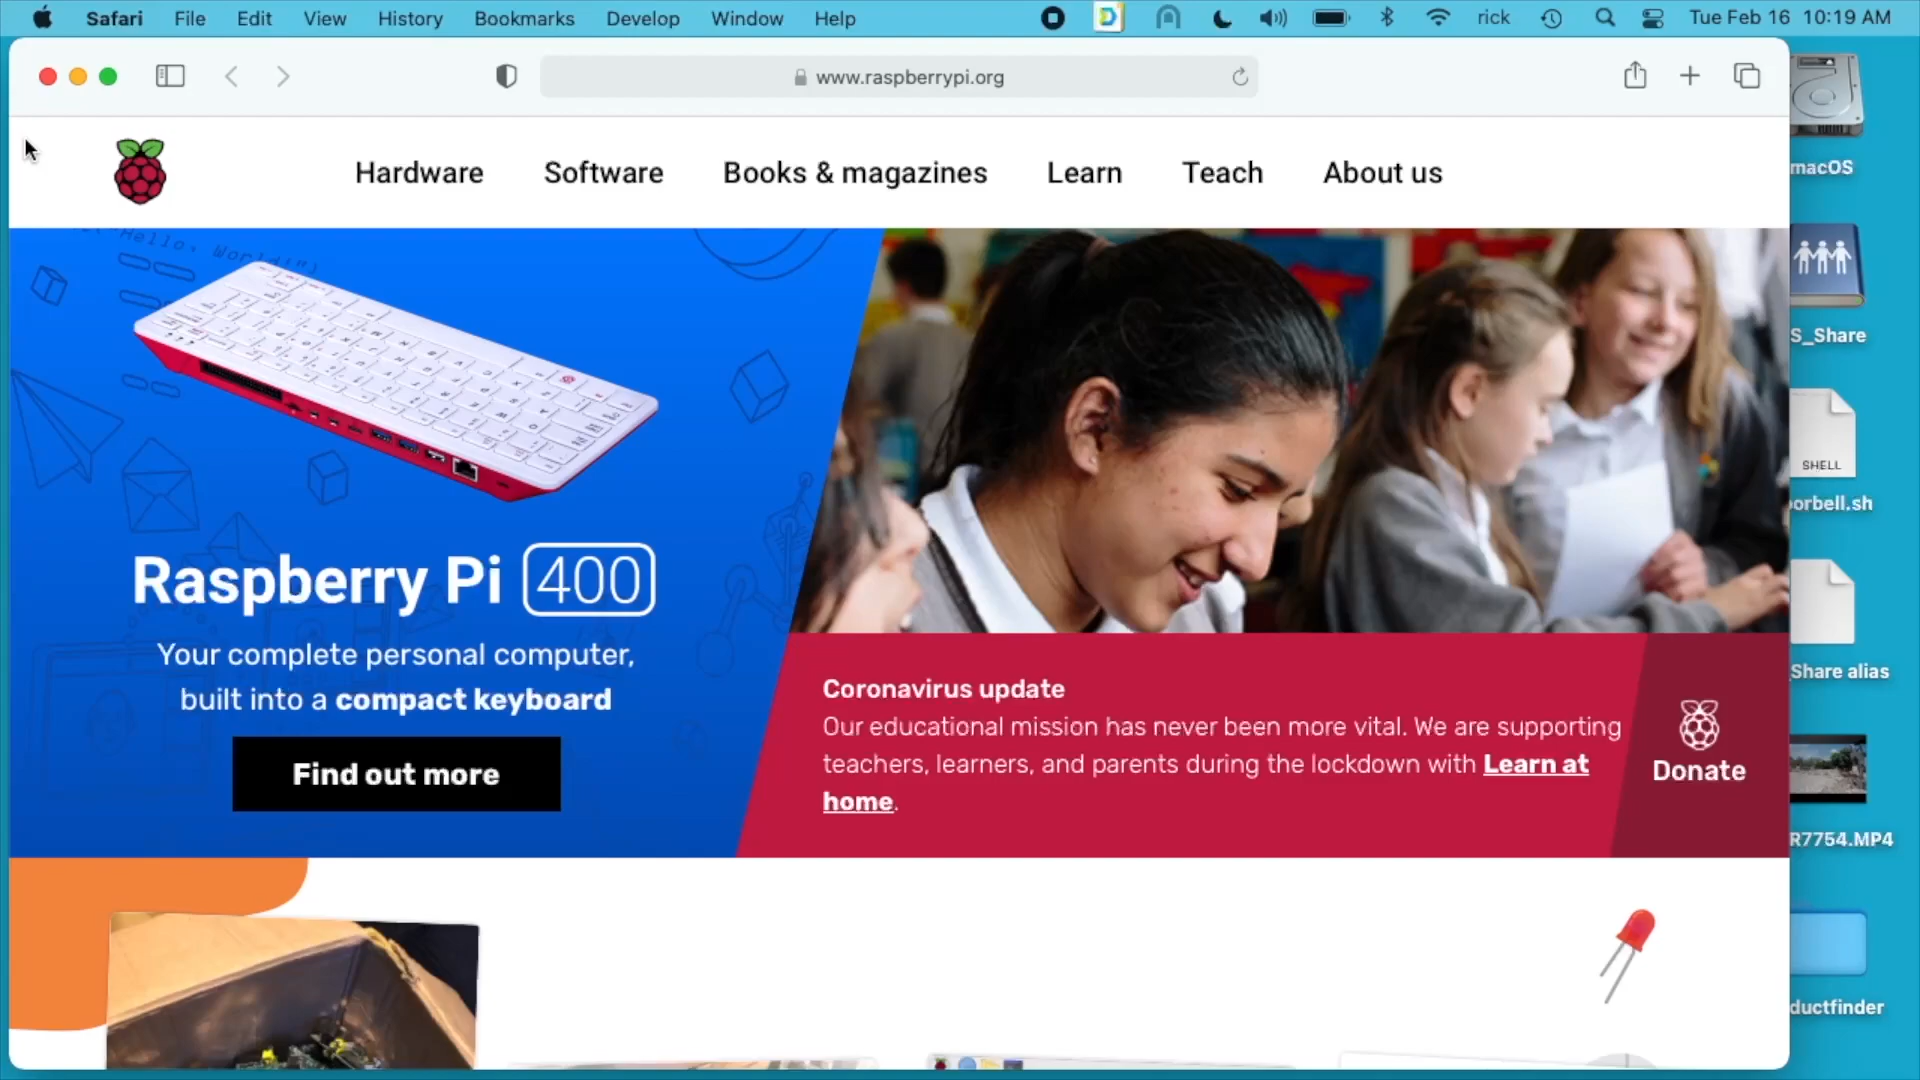 Safari File Edit View History Bookmarks Develop Window Help rick Tue Feb 16 10:19 AM
www.raspberrypi.org
Hardware Software Books & magazines Learn Teach About us
macOS
S_Share
SHELL
orbell.sh
Share alias
R7754.MP4
ductfinder
"Hello, World!")
Raspberry Pi 400
Your complete personal computer,
built into a compact keyboard
Find out more
Coronavirus update
Our educational mission has never been more vital. We are supporting
teachers, learners, and parents during the lockdown with Learn at
home.
Donate